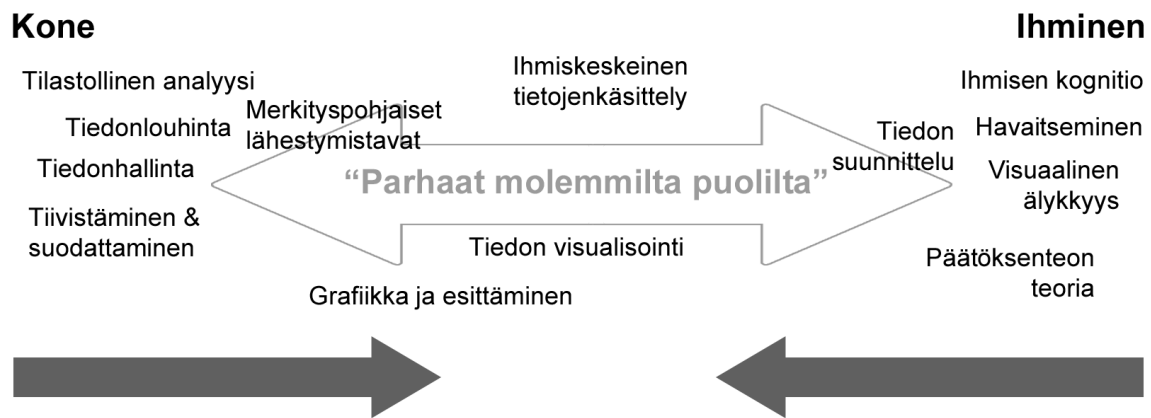 Kone
Ihminen
Tilastollinen analyysi
Ihmiskeskeinen
tietojenkäsittely
Ihmisen kognitio
Merkityspohjaiset
lähestymistavat
Tiedonlouhinta
Tiedon
suunnittelu
Havaitseminen
Tiedonhallinta
“Parhaat molemmilta puolilta”
Visuaalinen
älykkyys
Tiivistäminen &
suodattaminen
Tiedon visualisointi
Päätöksenteon
teoria
Grafiikka ja esittäminen